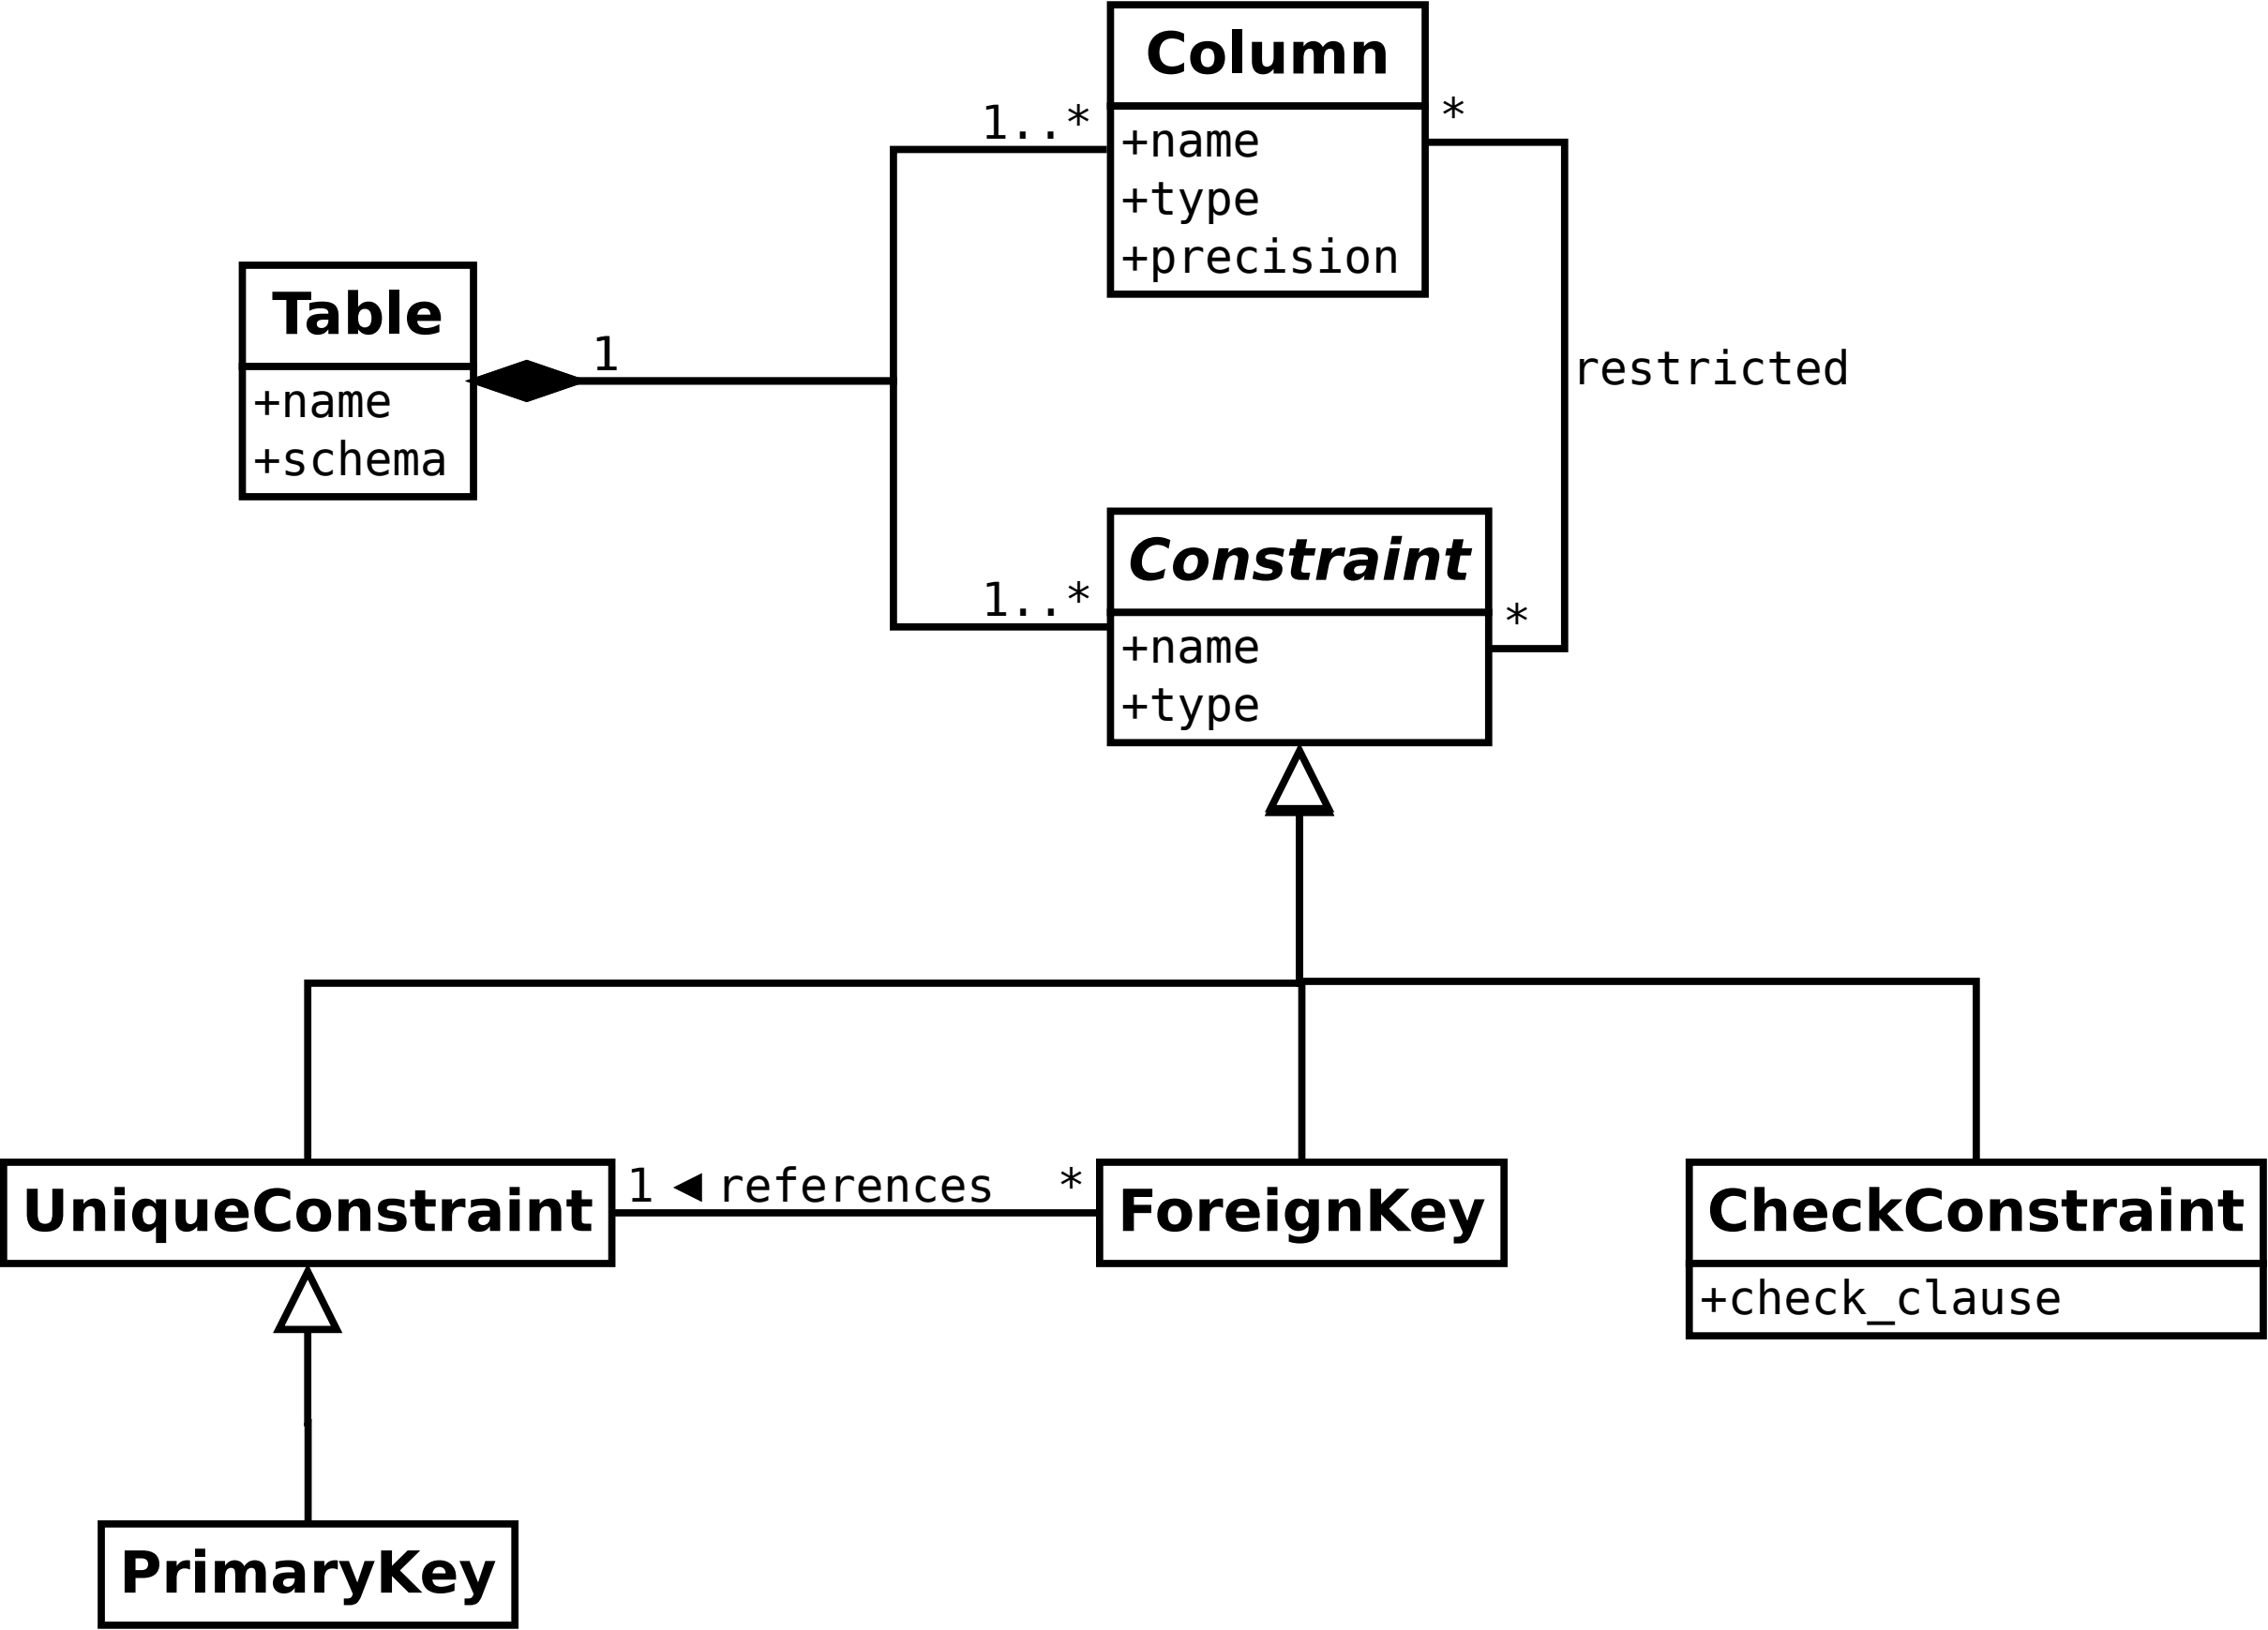 Column
+name
+type
+precision
1..*
*
Table
+name
+schema
1
restricted
Constraint
+name
+type
1..*
*
UniqueConstraint
1 ◀ references *
ForeignKey
CheckConstraint
+check_clause
PrimaryKey